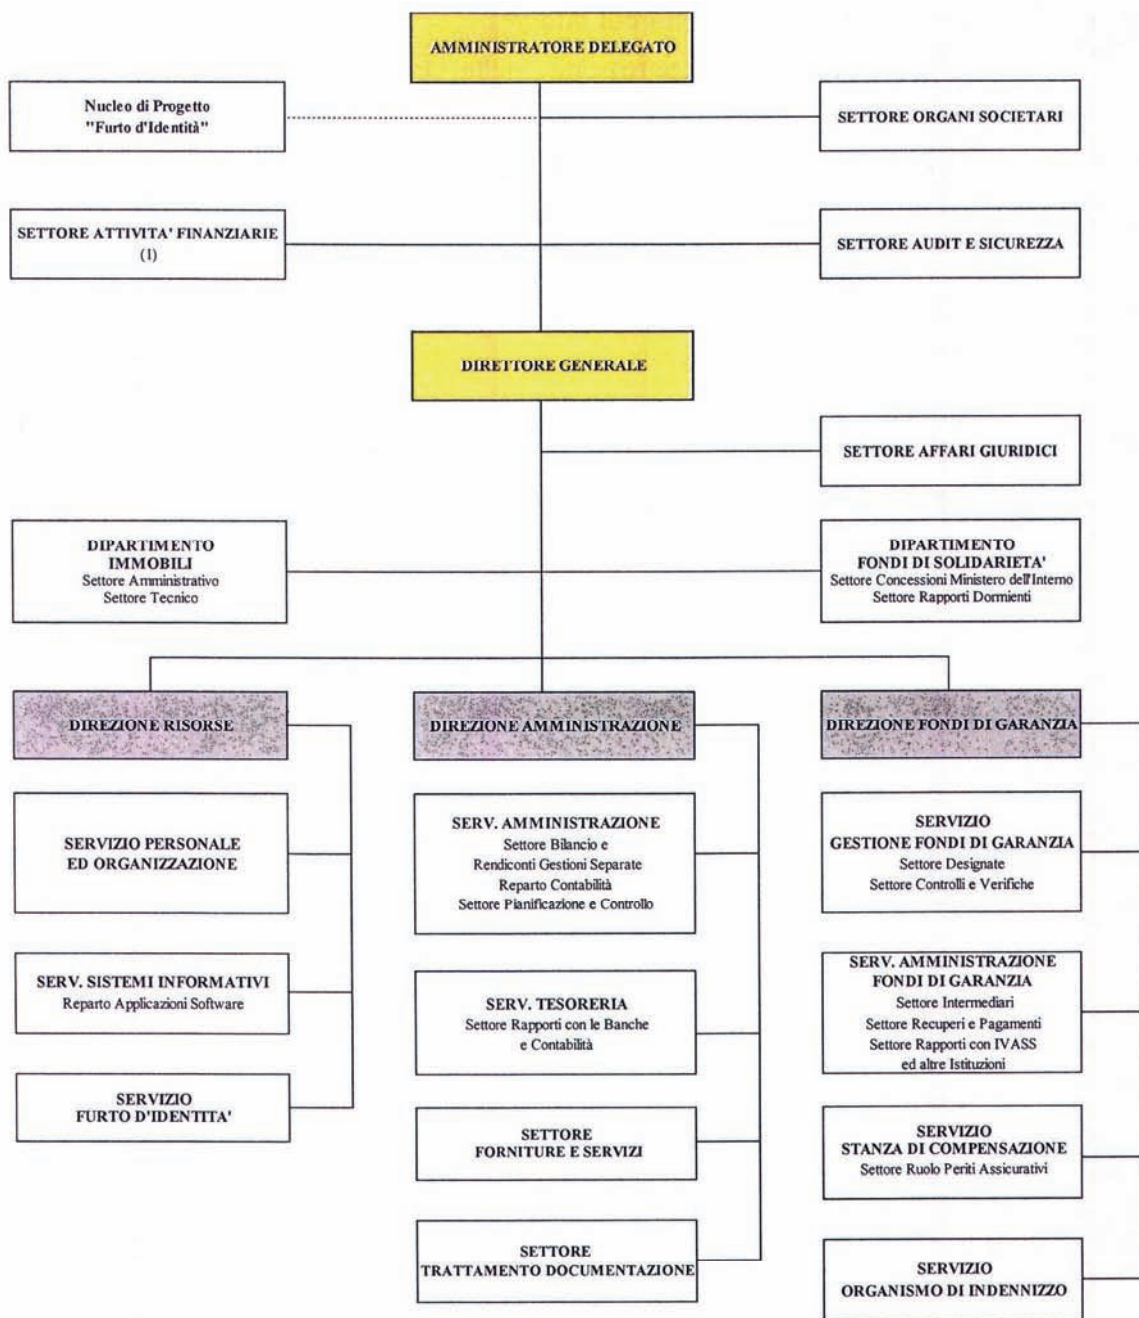 AMMINISTRATORE DELEGATO
Nucleo di Progetto
"Furto d'Identità"
SETTORE ORGANI SOCIETARI
SETTORE ATTIVITA' FINANZIARIE
(1)
SETTORE AUDIT E SICUREZZA
DIRETTORE GENERALE
SETTORE AFFARI GIURIDICI
DIPARTIMENTO
IMMOBILI
Settore Amministrativo
Settore Tecnico
DIPARTIMENTO
FONDI DI SOLIDARIETA'
Settore Concessioni Ministero dell'Interno
Settore Rapporti Dormienti
DIREZIONE RISORSE
DIREZIONE AMMINISTRAZIONE
DIREZIONE FONDI DI GARANZIA
SERVIZIO PERSONALE
ED ORGANIZZAZIONE
SERV. AMMINISTRAZIONE
Settore Bilancio e
Rendiconti Gestioni Separate
Reparto Contabilità
Settore Pianificazione e Controllo
SERVIZIO
GESTIONE FONDI DI GARANZIA
Settore Designate
Settore Controlli e Verifiche
SERV. SISTEMI INFORMATIVI
Reparto Applicazioni Software
SERV. TESORERIA
Settore Rapporti con le Banche
e Contabilità
SERV. AMMINISTRAZIONE
FONDI DI GARANZIA
Settore Intermediari
Settore Recuperi e Pagamenti
Settore Rapporti con IVASS
ed altre Istituzioni
SERVIZIO
FURTO D'IDENTITA'
SETTORE
FORNITURE E SERVIZI
SERVIZIO
STANZA DI COMPENSAZIONE
Settore Ruolo Periti Assicurativi
SETTORE
TRATTAMENTO DOCUMENTAZIONE
SERVIZIO
ORGANISMO DI INDENNIZZO